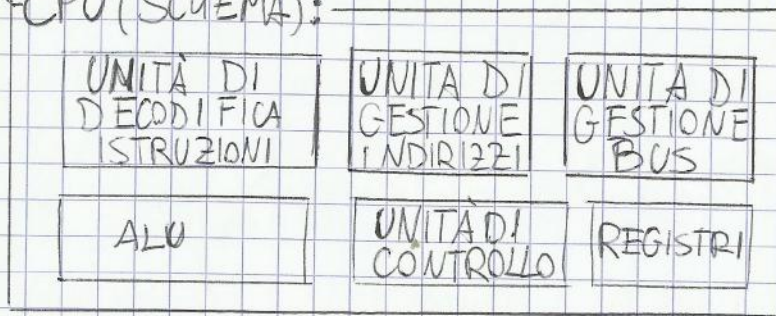 -CPU (SCHEMA):
UNITÀ DI
DECODIFICA
ISTRUZIONI
UNITA DI
GESTIONE
INDIRIZZI
UNITA DI
GESTIONE
BUS
ALU
UNITÀ DI
CONTROLLO
REGISTRI